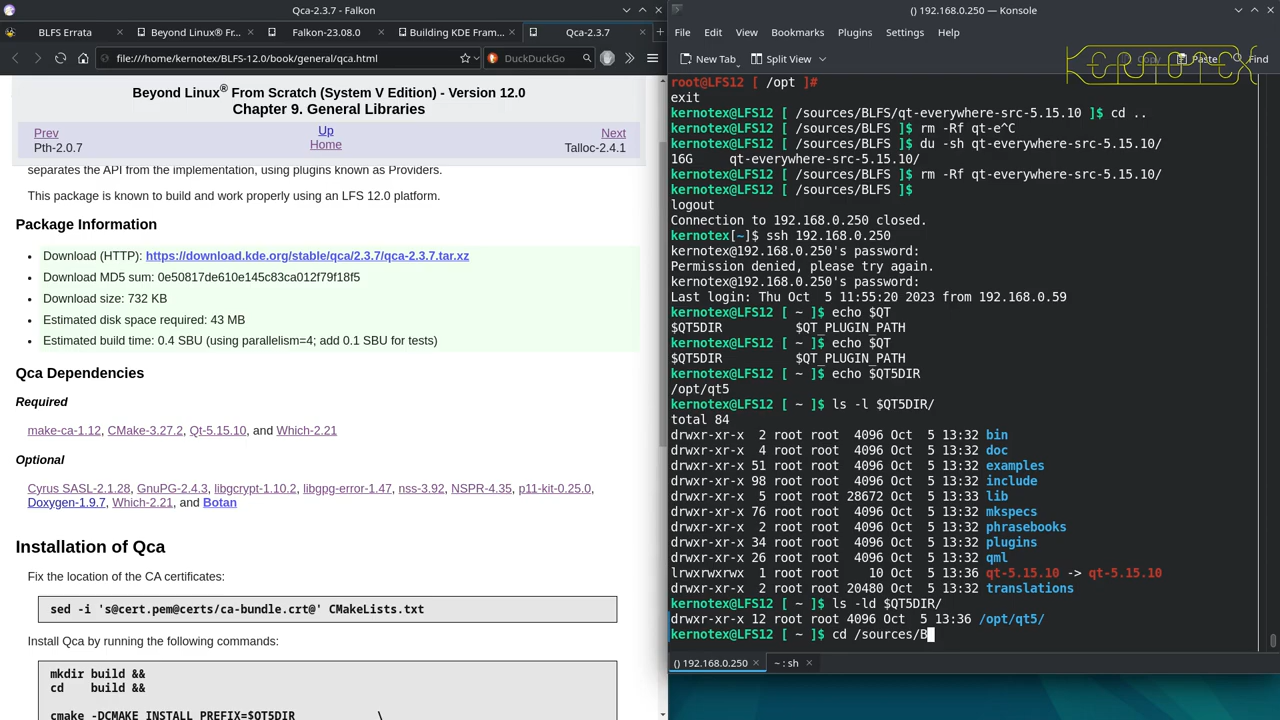 Qca-2.3.7 - Falkon
BLFS Errata
Beyond Linux® Fr...
Falkon-23.08.0
Building KDE Fram...
Qca-2.3.7
file:///home/kernotex/BLFS-12.0/book/general/qca.html
DuckDuckGo
Beyond Linux® From Scratch (System V Edition) - Version 12.0
Chapter 9. General Libraries
Prev
Up
Next
Pth-2.0.7
Home
Talloc-2.4.1
separates the API from the implementation, using plugins known as Providers.
This package is known to build and work properly using an LFS 12.0 platform.
Package Information
• Download (HTTP): https://download.kde.org/stable/qca/2.3.7/qca-2.3.7.tar.xz
• Download MD5 sum: 0e50817de610e145c83ca012f79f18f5
• Download size: 732 KB
• Estimated disk space required: 43 MB
• Estimated build time: 0.4 SBU (using parallelism=4; add 0.1 SBU for tests)
Qca Dependencies
Required
make-ca-1.12, CMake-3.27.2, Qt-5.15.10, and Which-2.21
Optional
Cyrus SASL-2.1.28, GnuPG-2.4.3, libgcrypt-1.10.2, libgpg-error-1.47, nss-3.92, NSPR-4.35, p11-kit-0.25.0,
Doxygen-1.9.7, Which-2.21, and Botan
Installation of Qca
Fix the location of the CA certificates:
sed -i 's@cert.pem@certs/ca-bundle.crt@' CMakeLists.txt
Install Qca by running the following commands:
mkdir build &&
cd    build &&
cmake -DCMAKE_INSTALL_PREFIX=$QT5DIR            \
() 192.168.0.250 — Konsole
File Edit View Bookmarks Plugins Settings Help
New Tab
Split View
Copy
Paste
Find
KERNOTEX
root@LFS12 [ /opt ]#
exit
kernotex@LFS12 [ /sources/BLFS/qt-everywhere-src-5.15.10 ]$ cd ..
kernotex@LFS12 [ /sources/BLFS ]$ rm -Rf qt-e^C
kernotex@LFS12 [ /sources/BLFS ]$ du -sh qt-everywhere-src-5.15.10/
16G     qt-everywhere-src-5.15.10/
kernotex@LFS12 [ /sources/BLFS ]$ rm -Rf qt-everywhere-src-5.15.10/
kernotex@LFS12 [ /sources/BLFS ]$
logout
Connection to 192.168.0.250 closed.
kernotex[~]$ ssh 192.168.0.250
kernotex@192.168.0.250's password:
Permission denied, please try again.
kernotex@192.168.0.250's password:
Last login: Thu Oct  5 11:55:20 2023 from 192.168.0.59
kernotex@LFS12 [ ~ ]$ echo $QT
$QT5DIR          $QT_PLUGIN_PATH
kernotex@LFS12 [ ~ ]$ echo $QT
$QT5DIR          $QT_PLUGIN_PATH
kernotex@LFS12 [ ~ ]$ echo $QT5DIR
/opt/qt5
kernotex@LFS12 [ ~ ]$ ls -l $QT5DIR/
total 84
drwxr-xr-x  2 root root  4096 Oct  5 13:32 bin
drwxr-xr-x  4 root root  4096 Oct  5 13:32 doc
drwxr-xr-x 51 root root  4096 Oct  5 13:32 examples
drwxr-xr-x 98 root root  4096 Oct  5 13:32 include
drwxr-xr-x  5 root root 28672 Oct  5 13:33 lib
drwxr-xr-x 76 root root  4096 Oct  5 13:32 mkspecs
drwxr-xr-x  2 root root  4096 Oct  5 13:32 phrasebooks
drwxr-xr-x 34 root root  4096 Oct  5 13:32 plugins
drwxr-xr-x 26 root root  4096 Oct  5 13:32 qml
lrwxrwxrwx  1 root root    10 Oct  5 13:36 qt-5.15.10 -> qt-5.15.10
drwxr-xr-x  2 root root 20480 Oct  5 13:32 translations
kernotex@LFS12 [ ~ ]$ ls -ld $QT5DIR/
drwxr-xr-x 12 root root 4096 Oct  5 13:36 /opt/qt5/
kernotex@LFS12 [ ~ ]$ cd /sources/B
() 192.168.0.250
~ : sh